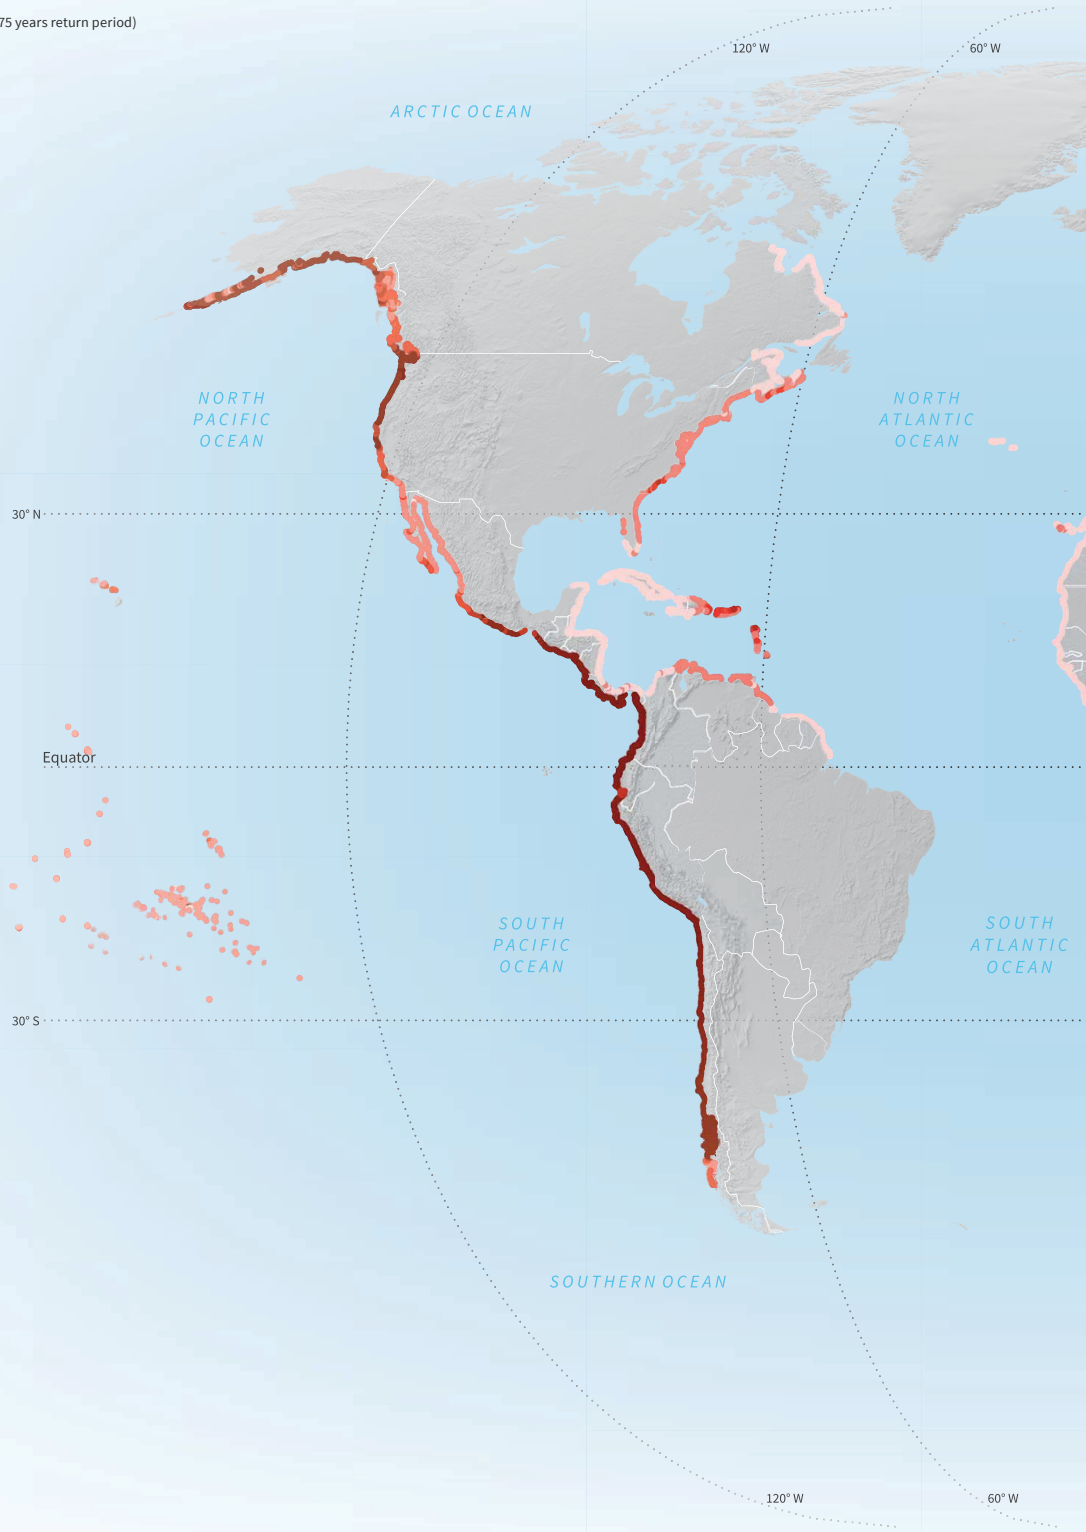 75 years return period)
120° W
60° W
ARCTIC OCEAN
NORTH
PACIFIC
OCEAN
NORTH
ATLANTIC
OCEAN
30° N
Equator
SOUTH
PACIFIC
OCEAN
SOUTH
ATLANTIC
OCEAN
30° S
SOUTHERN OCEAN
120° W
60° W